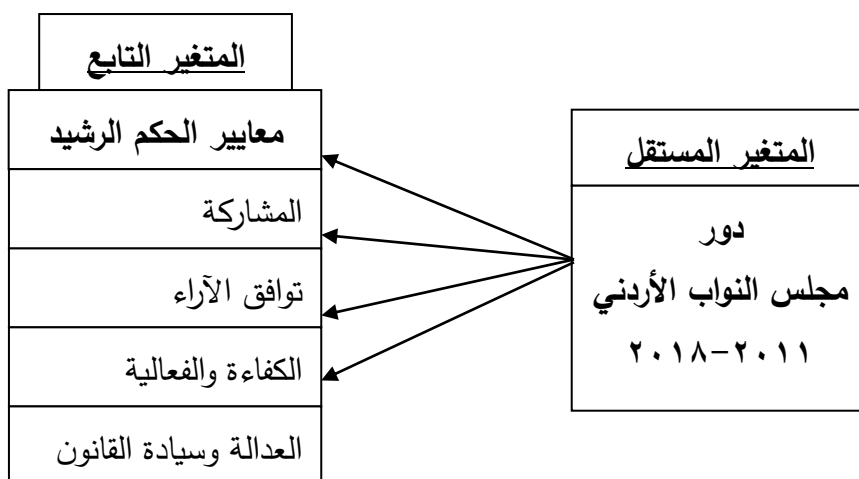 المتغير المستقل
دور
مجلس النواب الأردني
٢٠١١-٢٠١٨
المتغير التابع
معايير الحكم الرشيد
المشاركة
توافق الآراء
الكفاءة والفعالية
العدالة وسيادة القانون